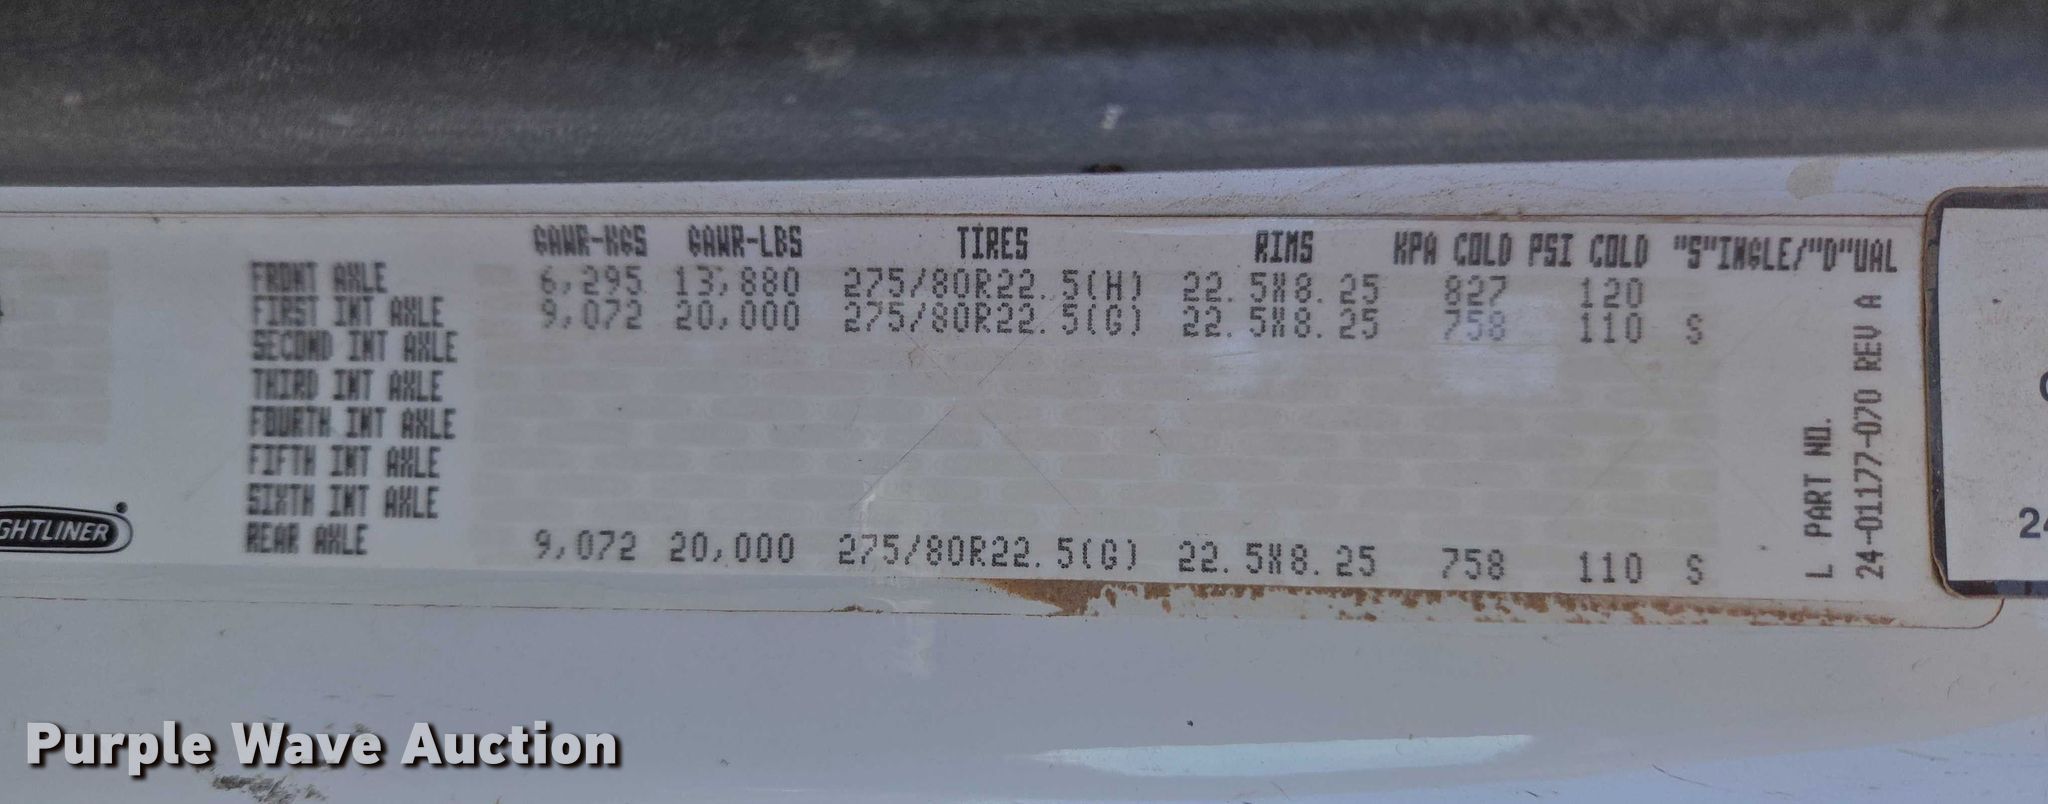 GAWR-KGS GAWR-LBS TIRES RIMS KPA COLD PSI COLD "S"INGLE/"D"UAL
FRONT AXLE 6,295 13,880 275/80R22.5(H) 22.5X8.25 827 120
FIRST INT AXLE 9,072 20,000 275/80R22.5(G) 22.5X8.25 758 110 S
SECOND INT AXLE
THIRD INT AXLE
FOURTH INT AXLE
FIFTH INT AXLE
SIXTH INT AXLE
REAR AXLE 9,072 20,000 275/80R22.5(G) 22.5X8.25 758 110 S
L PART NO.
24-01177-070 REV A
GHTLINER
24
Purple Wave Auction